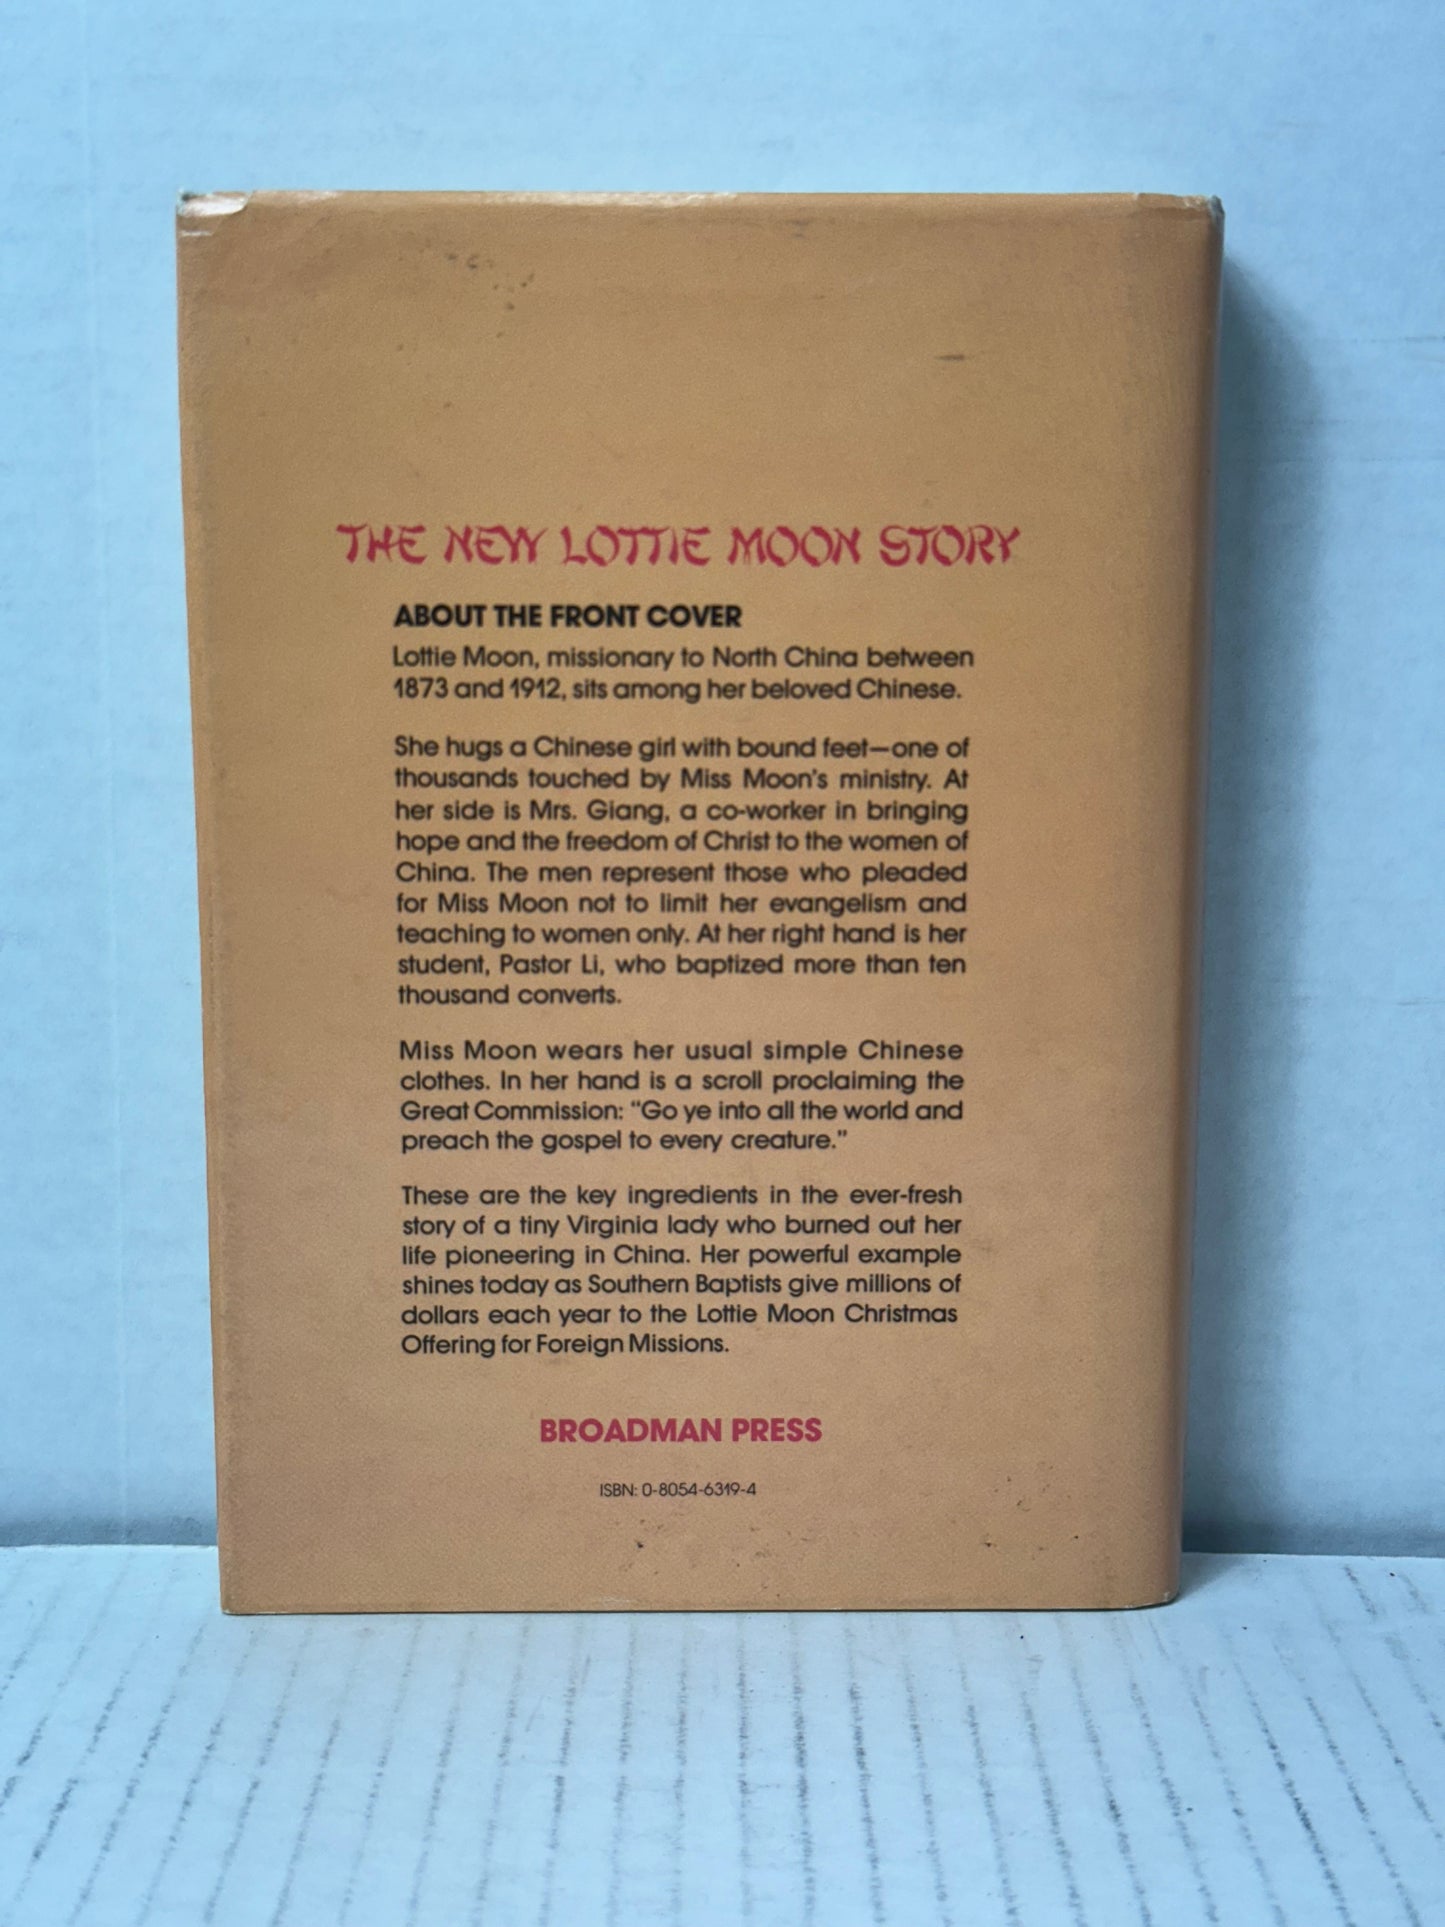 THE NEW LOTTIE MOON STORY
ABOUT THE FRONT COVER
Lottie Moon, missionary to North China between
1873 and 1912, sits among her beloved Chinese.
She hugs a Chinese girl with bound feet—one of
thousands touched by Miss Moon's ministry. At
her side is Mrs. Giang, a co-worker in bringing
hope and the freedom of Christ to the women of
China. The men represent those who pleaded
for Miss Moon not to limit her evangelism and
teaching to women only. At her right hand is her
student, Pastor Li, who baptized more than ten
thousand converts.
Miss Moon wears her usual simple Chinese
clothes. In her hand is a scroll proclaiming the
Great Commission: “Go ye into all the world and
preach the gospel to every creature.”
These are the key ingredients in the ever-fresh
story of a tiny Virginia lady who burned out her
life pioneering in China. Her powerful example
shines today as Southern Baptists give millions of
dollars each year to the Lottie Moon Christmas
Offering for Foreign Missions.
BROADMAN PRESS
ISBN: 0-8054-6319-4